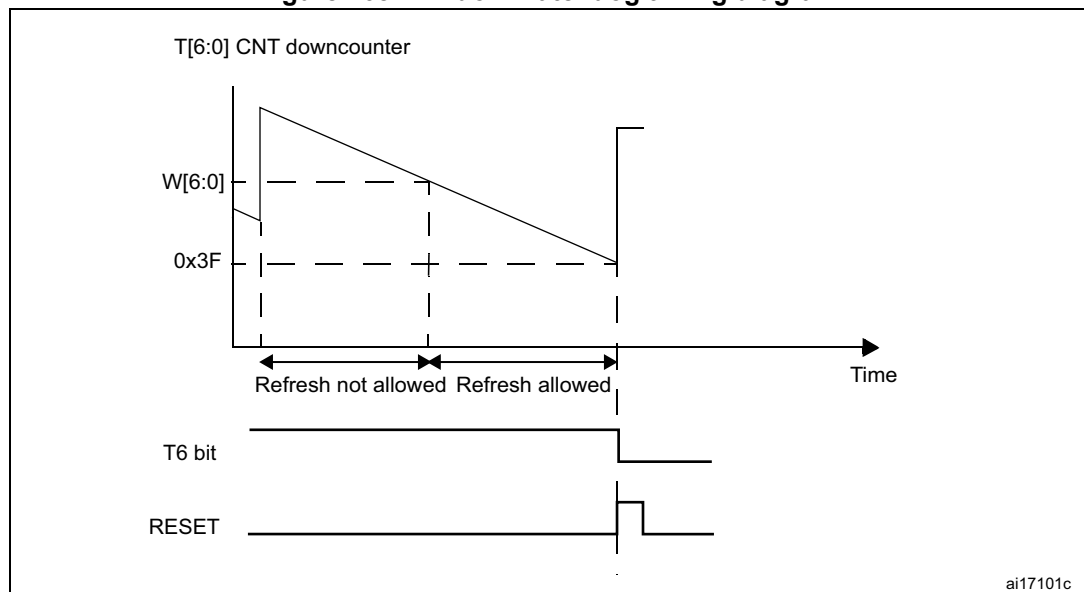 T[6:0] CNT downcounter
W[6:0]
0x3F
Refresh not allowed Refresh allowed
Time
T6 bit
RESET
ai17101c